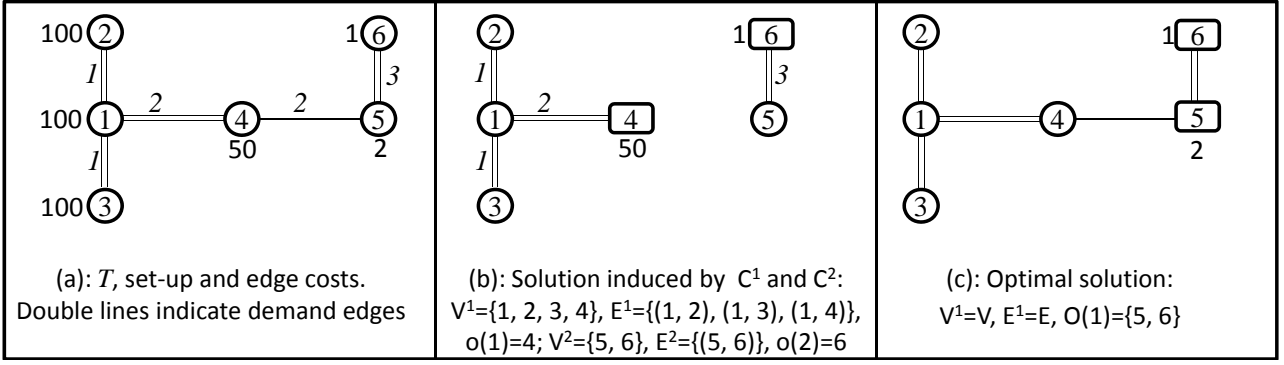 100 2 1 6
1 3
100 1 2 4 2 5
50 2
1
100 3
(a): T, set-up and edge costs.
Double lines indicate demand edges
2 1 6
1 3
1 2 4 5
50
1
3
(b): Solution induced by C¹ and C²:
V¹={1, 2, 3, 4}, E¹={(1, 2), (1, 3), (1, 4)},
o(1)=4; V²={5, 6}, E²={(5, 6)}, o(2)=6
2 1 6
1 4 5
2
3
(c): Optimal solution:
V¹=V, E¹=E, O(1)={5, 6}